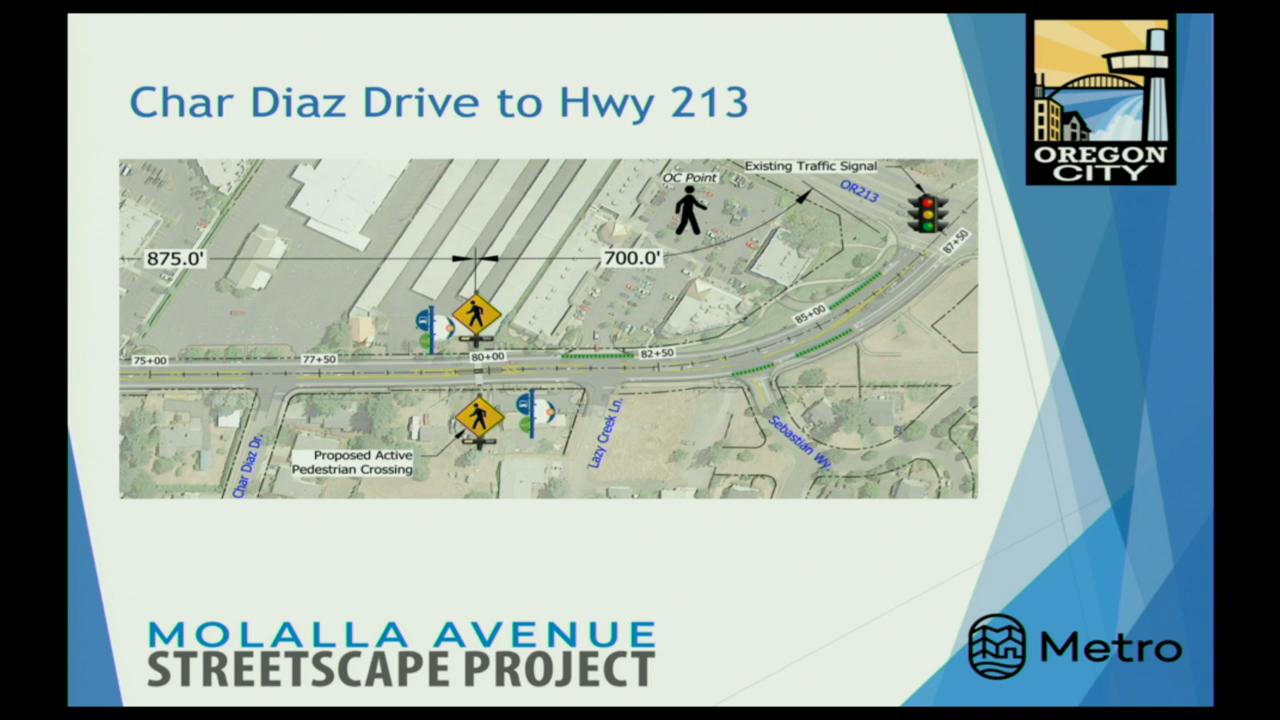 Char Diaz Drive to Hwy 213
OREGON
CITY
Existing Traffic Signal
OC Point
OR213
87+50
875.0'
700.0'
85+00
75+00
77+50
80+00
82+50
Char Diaz Dr.
Lazy Creek Ln.
Sebastian Wy.
Proposed Active
Pedestrian Crossing
MOLALLA AVENUE
STREETSCAPE PROJECT
Metro